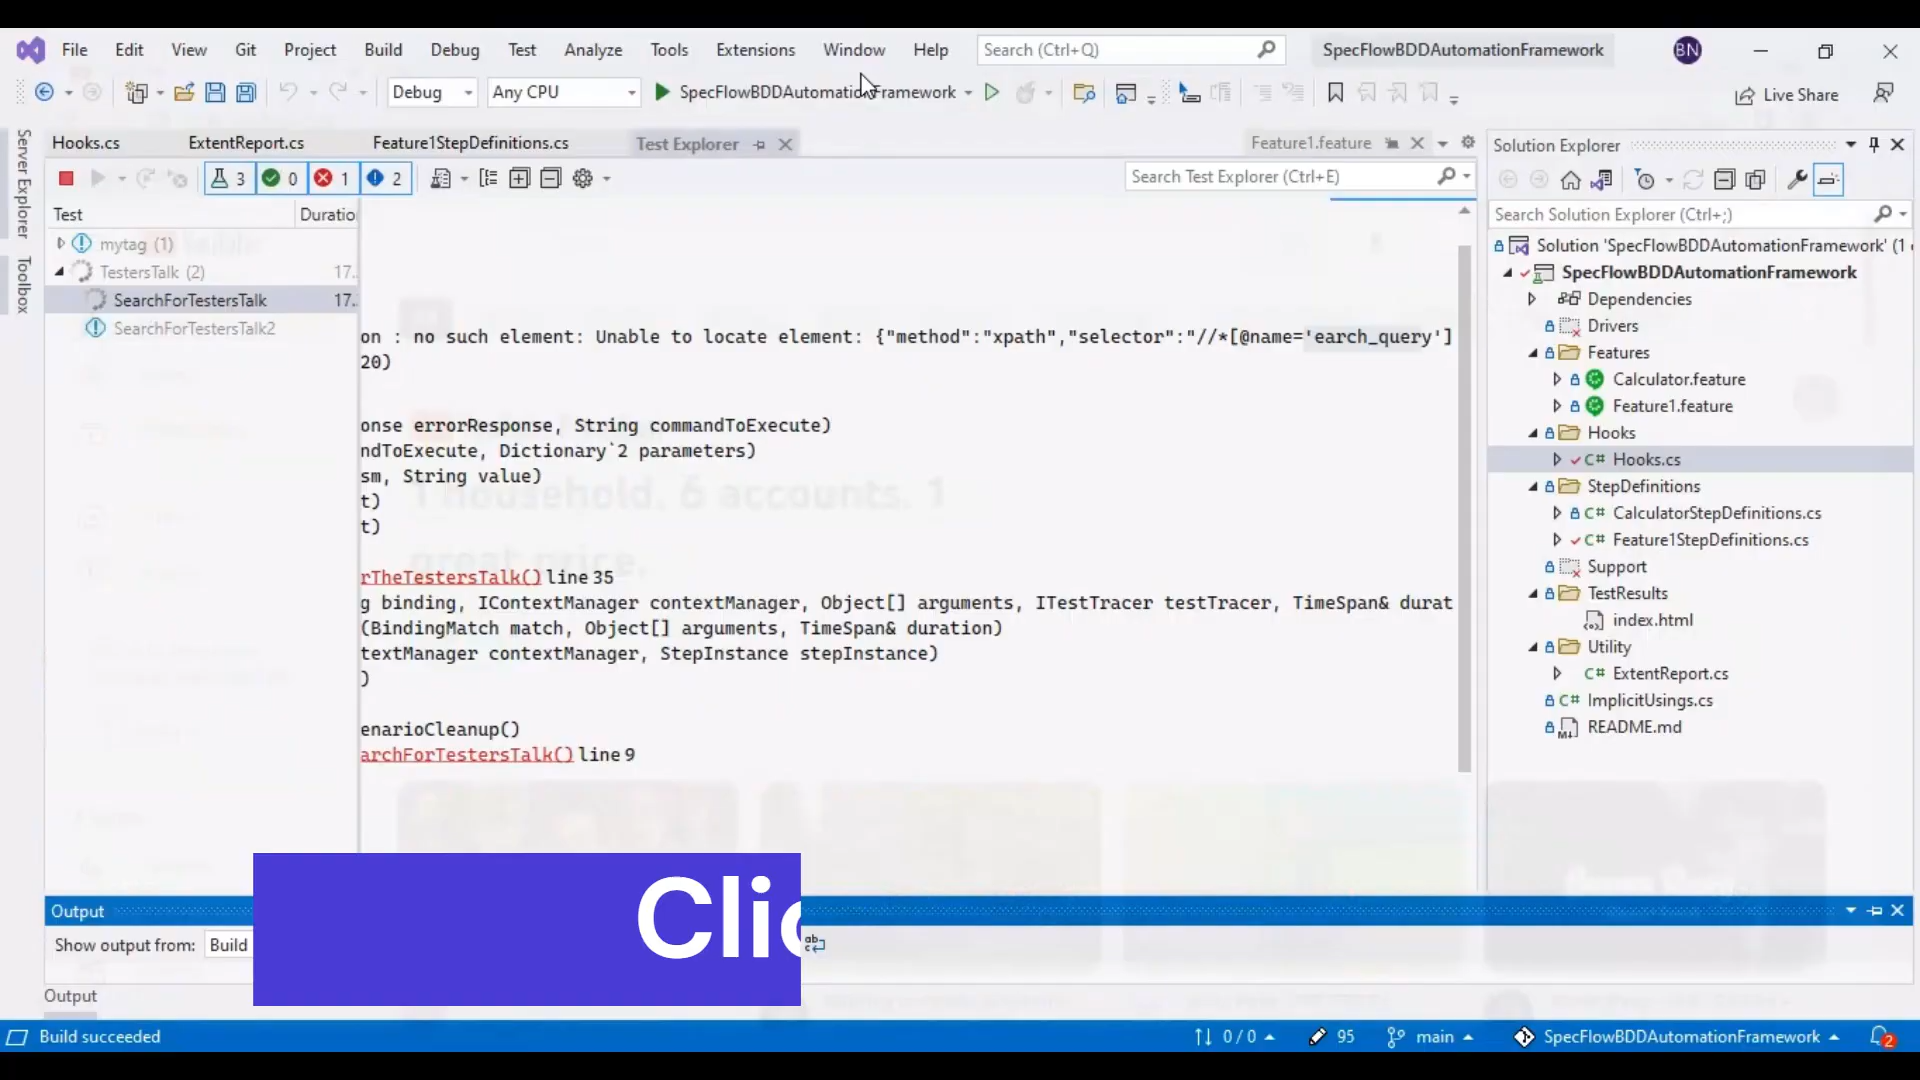 File Edit View Git Project Build Debug Test Analyze Tools Extensions Window Help Search (Ctrl+Q) SpecFlowBDDAutomationFramework BN
Debug Any CPU SpecFlowBDDAutomationFramework Live Share
Server Explorer
Toolbox
Hooks.cs ExtentReport.cs Feature1StepDefinitions.cs Test Explorer Feature1.feature
3 0 1 2 Search Test Explorer (Ctrl+E)
Test Duratio
mytag (1)
TestersTalk (2) 17..
SearchForTestersTalk 17..
SearchForTestersTalk2
on : no such element: Unable to locate element: {"method":"xpath","selector":"//*[@name='earch_query']
20)
onse errorResponse, String commandToExecute)
ndToExecute, Dictionary`2 parameters)
sm, String value)
t)
t)
1 household, 6 accounts, 1
great price.
rTheTestersTalk() line 35
g binding, IContextManager contextManager, Object[] arguments, ITestTracer testTracer, TimeSpan& durat
(BindingMatch match, Object[] arguments, TimeSpan& duration)
textManager contextManager, StepInstance stepInstance)
)
enarioCleanup()
archForTestersTalk() line 9
Solution Explorer
Search Solution Explorer (Ctrl+;)
Solution 'SpecFlowBDDAutomationFramework' (1
SpecFlowBDDAutomationFramework
Dependencies
Drivers
Features
Calculator.feature
Feature1.feature
Hooks
C# Hooks.cs
StepDefinitions
C# CalculatorStepDefinitions.cs
C# Feature1StepDefinitions.cs
Support
TestResults
index.html
Utility
C# ExtentReport.cs
C# ImplicitUsings.cs
README.md
Output
Show output from: Build
Clic
Output
Build succeeded 0 / 0 95 main SpecFlowBDDAutomationFramework 2